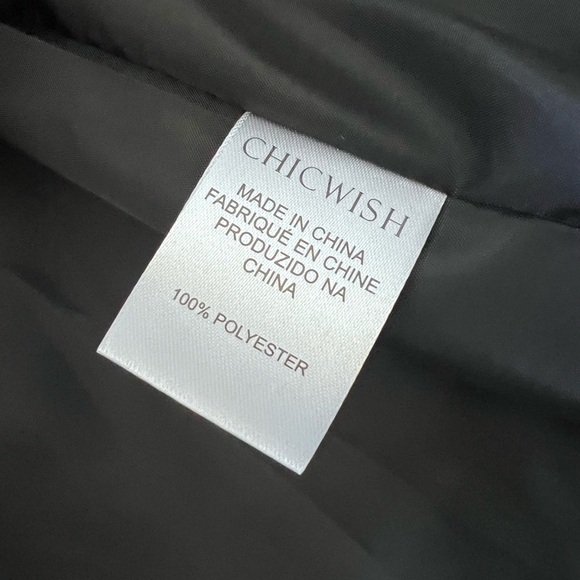 CHICWISH
MADE IN CHINA
FABRIQUÉ EN CHINE
PRODUZIDO NA
CHINA
100% POLYESTER